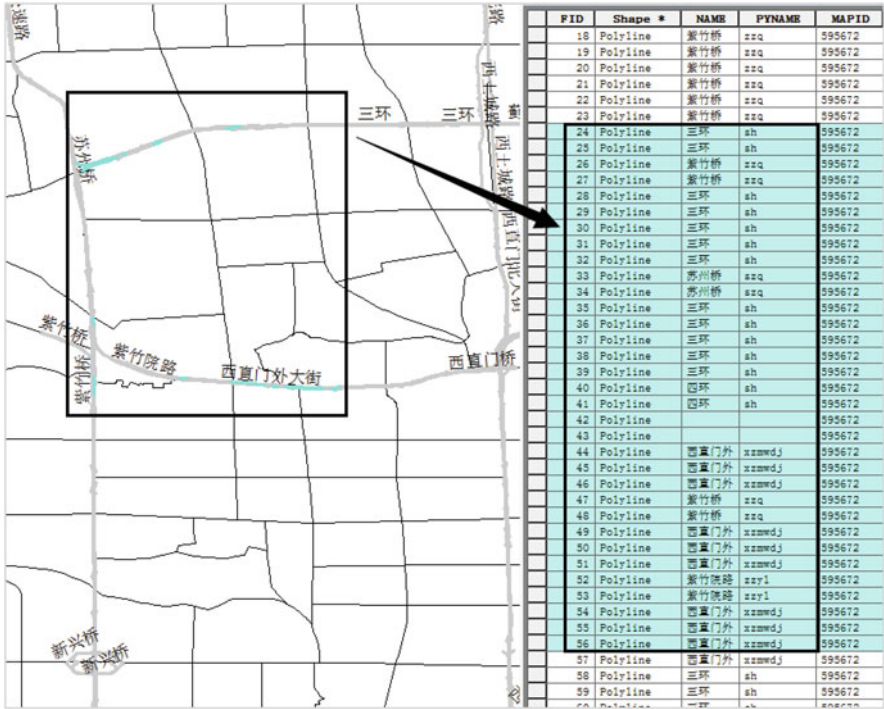 三环
三环
苏州桥
西土城路
西土城路
西直门北大街
紫竹桥
紫竹桥
紫竹院路
西直门外大街
西直门桥
新兴桥
新兴桥
FID Shape * NAME PYNAME MAPID
18 Polyline 紫竹桥 zzq 595672
19 Polyline 紫竹桥 zzq 595672
20 Polyline 紫竹桥 zzq 595672
21 Polyline 紫竹桥 zzq 595672
22 Polyline 紫竹桥 zzq 595672
23 Polyline 紫竹桥 zzq 595672
24 Polyline 三环 sh 595672
25 Polyline 三环 sh 595672
26 Polyline 紫竹桥 zzq 595672
27 Polyline 紫竹桥 zzq 595672
28 Polyline 三环 sh 595672
29 Polyline 三环 sh 595672
30 Polyline 三环 sh 595672
31 Polyline 三环 sh 595672
32 Polyline 三环 sh 595672
33 Polyline 苏州桥 szq 595672
34 Polyline 苏州桥 szq 595672
35 Polyline 三环 sh 595672
36 Polyline 三环 sh 595672
37 Polyline 三环 sh 595672
38 Polyline 三环 sh 595672
39 Polyline 三环 sh 595672
40 Polyline 四环 sh 595672
41 Polyline 四环 sh 595672
42 Polyline 595672
43 Polyline 595672
44 Polyline 西直门外 xzmwdj 595672
45 Polyline 西直门外 xzmwdj 595672
46 Polyline 西直门外 xzmwdj 595672
47 Polyline 紫竹桥 zzq 595672
48 Polyline 紫竹桥 zzq 595672
49 Polyline 西直门外 xzmwdj 595672
50 Polyline 西直门外 xzmwdj 595672
51 Polyline 西直门外 xzmwdj 595672
52 Polyline 紫竹院路 zzyl 595672
53 Polyline 紫竹院路 zzyl 595672
54 Polyline 西直门外 xzmwdj 595672
55 Polyline 西直门外 xzmwdj 595672
56 Polyline 西直门外 xzmwdj 595672
57 Polyline 西直门外 xzmwdj 595672
58 Polyline 三环 sh 595672
59 Polyline 三环 sh 595672